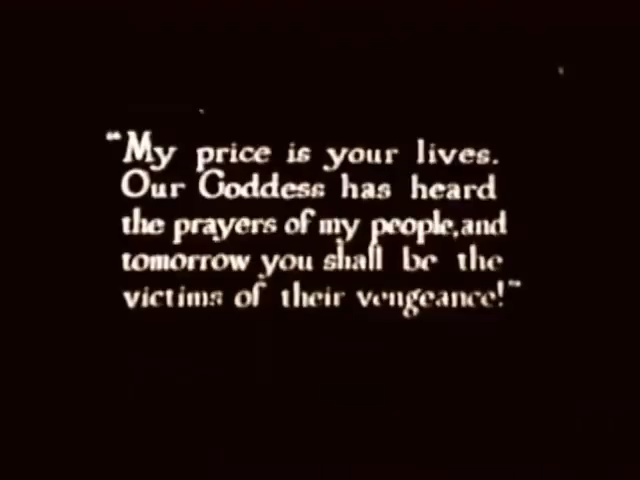 "My price is your lives.
Our Goddess has heard
the prayers of my people, and
tomorrow you shall be the
victims of their vengeance!"